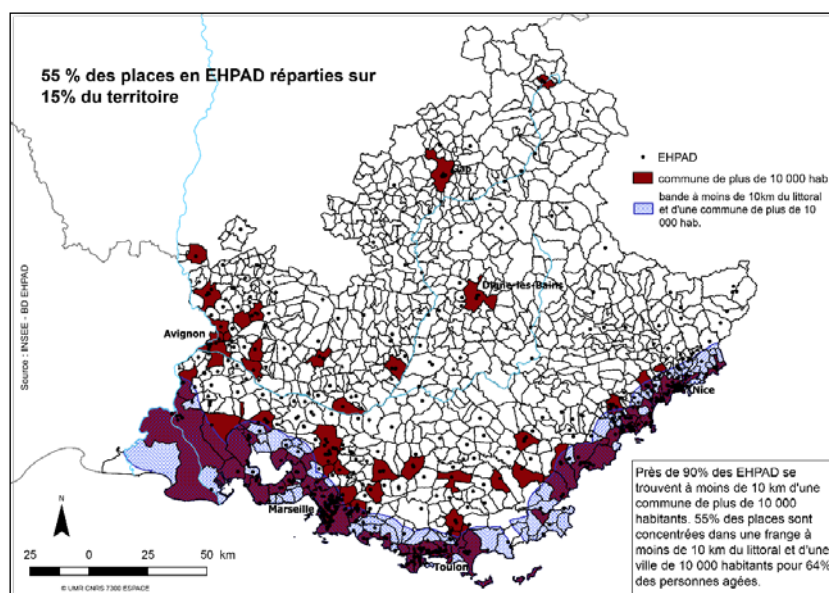 55 % des places en EHPAD réparties sur
15% du territoire
EHPAD
commune de plus de 10 000 hab
bande à moins de 10km du littoral
et d'une commune de plus de 10
000 hab.
Gap
Digne-les-Bains
Avignon
Nice
Marseille
Toulon
Source : INSEE - BD EHPAD
N
25 0 25 50 km
© UMR CNRS 7300 ESPACE
Près de 90% des EHPAD se
trouvent à moins de 10 km d'une
commune de plus de 10 000
habitants. 55% des places sont
concentrées dans une frange à
moins de 10 km du littoral et d'une
ville de 10 000 habitants pour 64%
des personnes agées.